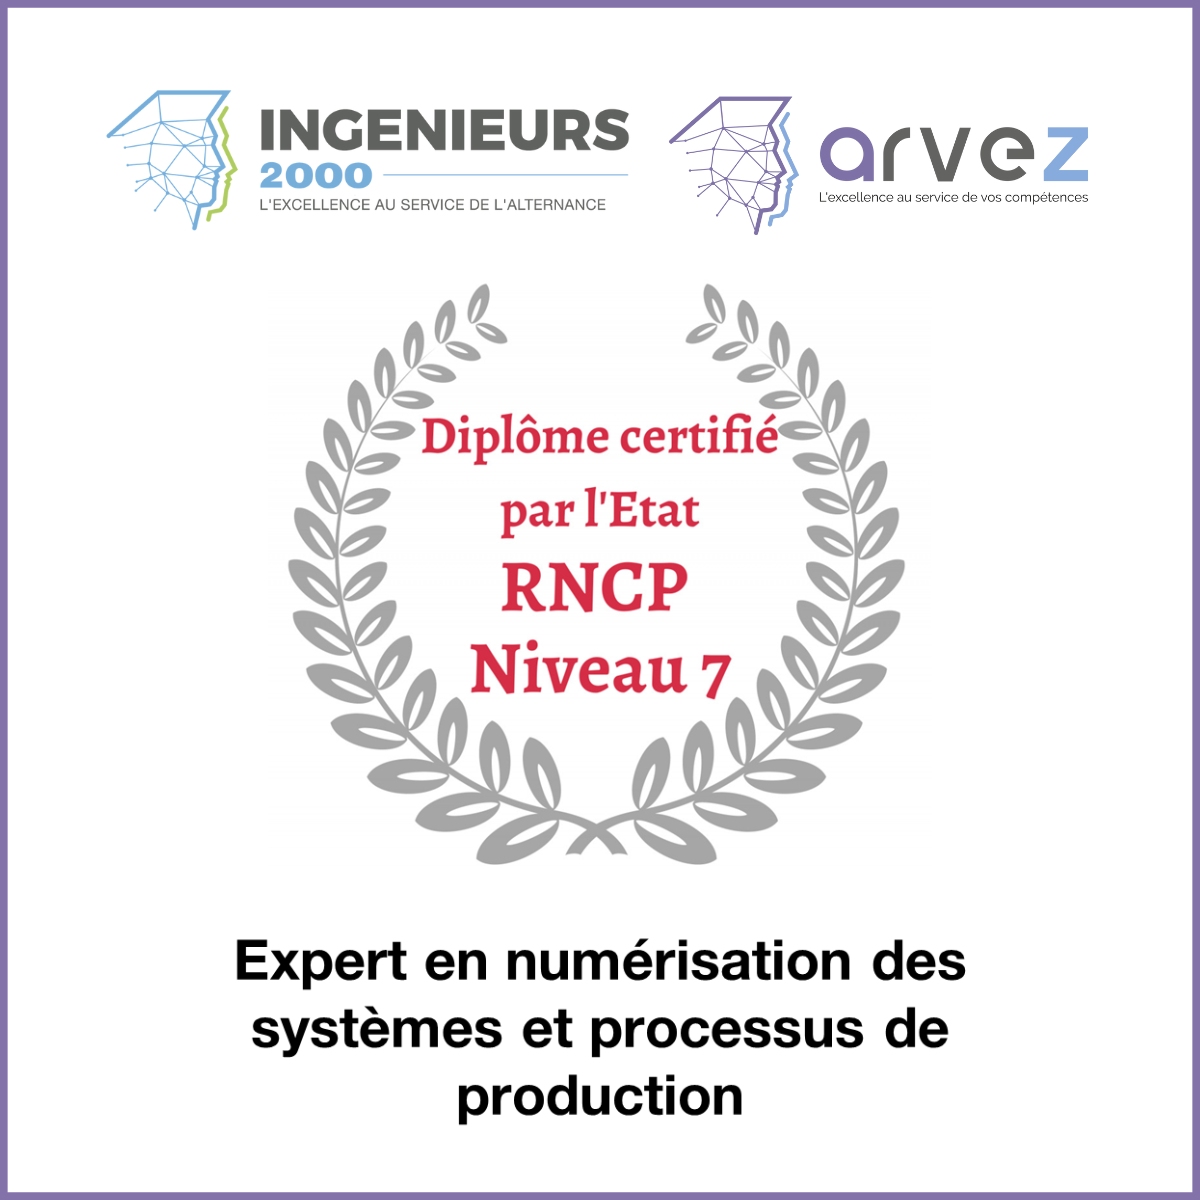 INGENIEURS
2000
L'EXCELLENCE AU SERVICE DE L'ALTERNANCE
arvez
L'excellence au service de vos compétences
Diplôme certifié
par l'Etat
RNCP
Niveau 7
Expert en numérisation des
systèmes et processus de
production